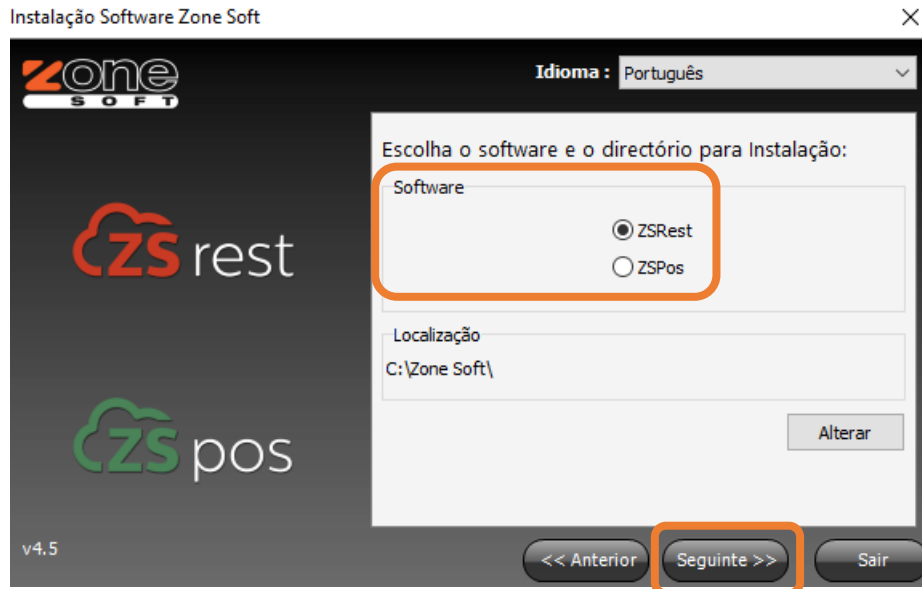 Instalação Software Zone Soft
zone
SOFT
Idioma : Português
Escolha o software e o directório para Instalação:
Software
ZSRest
ZSPos
ZS rest
Localização
C:\Zone Soft\
Alterar
ZS pos
v4.5
<< Anterior
Seguinte >>
Sair